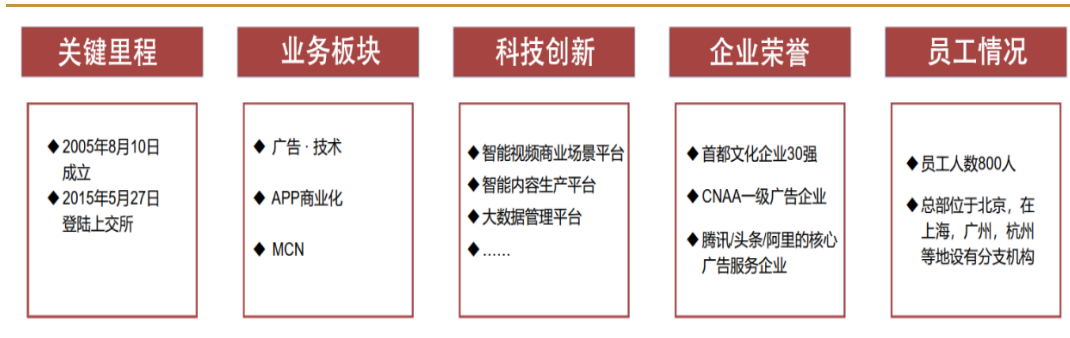 关键里程
◆2005年8月10日
成立
◆2015年5月27日
登陆上交所
业务板块
◆ 广告 · 技术
◆ APP商业化
◆ MCN
科技创新
◆智能视频商业场景平台
◆智能内容生产平台
◆大数据管理平台
◆……
企业荣誉
◆首都文化企业30强
◆CNAA一级广告企业
◆腾讯/头条/阿里的核心
广告服务企业
员工情况
◆员工人数800人
◆总部位于北京，在
上海，广州，杭州
等地设有分支机构